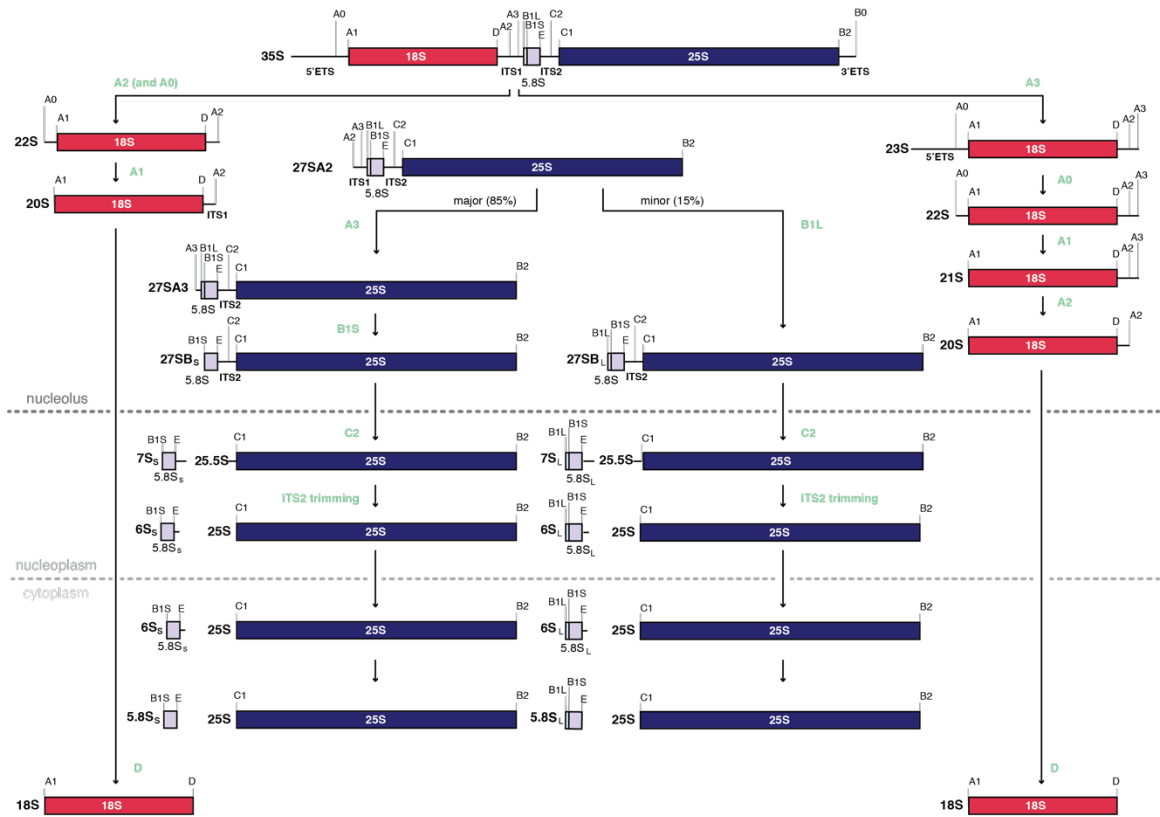 A0 A3 B1L C2 B0
A1 D A2 B1S C1 B2
E
35S 18S 25S
5'ETS ITS1 ITS2 3'ETS
5.8S
A2 (and A0) A3
A0 A1 D A2
22S 18S
A1
A1 D A2
20S 18S
ITS1
A3 B1L C2
A2 B1S C1 B2
E
27SA2 25S
ITS1 ITS2
5.8S
major (85%) minor (15%)
A3 B1L
A0 A3
A1 D A2
23S 18S
5'ETS
A0
A0 A1 D A2 A3
22S 18S
A1
A1 D A2 A3
21S 18S
A2
A1 D A2
20S 18S
A3 B1L C2
B1S C1 B2
E
27SA3 25S
5.8S ITS2
B1S
C2
B1S E C1 B2
27SBS 25S
5.8S ITS2
B1S C2
B1L E C1 B2
27SBL 25S
5.8S ITS2
nucleolus
C2 C2
B1S E C1 B2
7SS 25.5S 25S
5.8SS
B1L B1S E C1 B2
7SL 25.5S 25S
5.8SL
ITS2 trimming ITS2 trimming
B1S E C1 B2
6SS 25S 25S
5.8SS
B1L B1S E C1 B2
6SL 25S 25S
5.8SL
nucleoplasm
cytoplasm
B1S E C1 B2
6SS 25S 25S
5.8SS
B1L B1S E C1 B2
6SL 25S 25S
5.8SL
B1S E C1 B2
5.8SS 25S 25S
B1L B1S E C1 B2
5.8SL 25S 25S
D D
A1 D A1 D
18S 18S 18S 18S